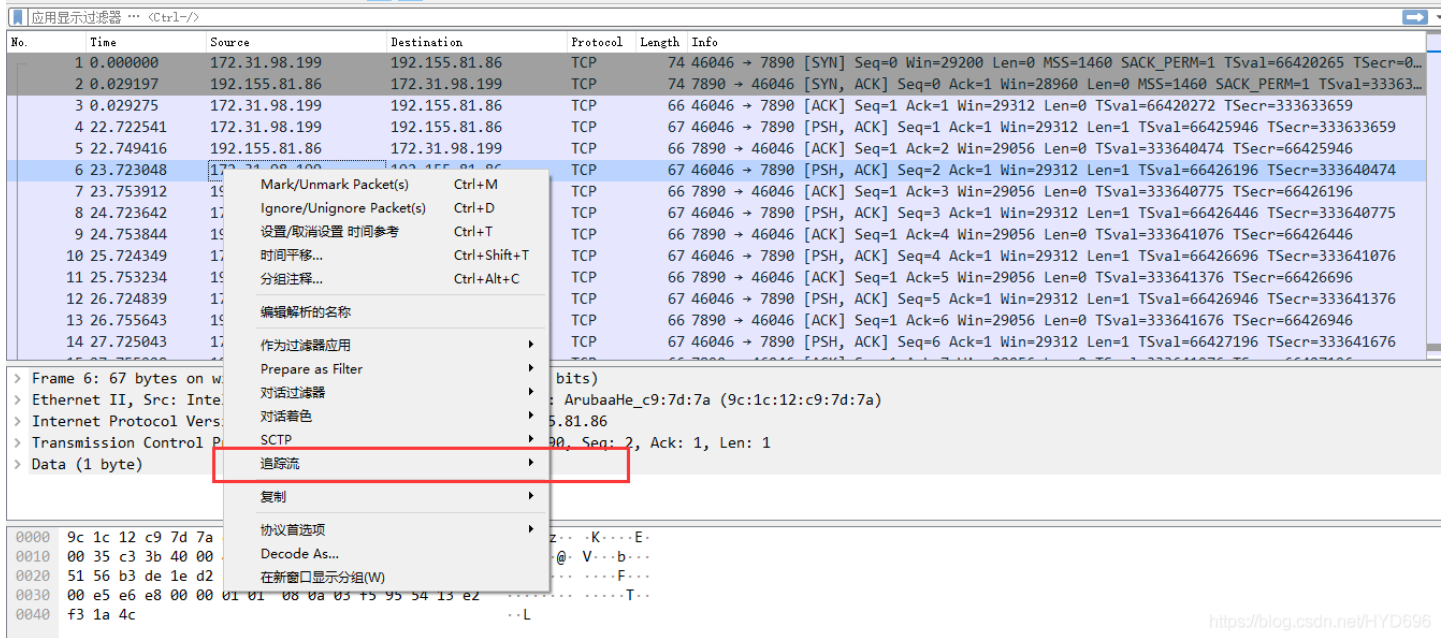 应用显示过滤器 … <Ctrl-/>
No. Time Source Destination Protocol Length Info
1 0.000000 172.31.98.199 192.155.81.86 TCP 74 46046 → 7890 [SYN] Seq=0 Win=29200 Len=0 MSS=1460 SACK_PERM=1 TSval=66420265 TSecr=0…
2 0.029197 192.155.81.86 172.31.98.199 TCP 74 7890 → 46046 [SYN, ACK] Seq=0 Ack=1 Win=28960 Len=0 MSS=1460 SACK_PERM=1 TSval=33363…
3 0.029275 172.31.98.199 192.155.81.86 TCP 66 46046 → 7890 [ACK] Seq=1 Ack=1 Win=29312 Len=0 TSval=66420272 TSecr=333633659
4 22.722541 172.31.98.199 192.155.81.86 TCP 67 46046 → 7890 [PSH, ACK] Seq=1 Ack=1 Win=29312 Len=1 TSval=66425946 TSecr=333633659
5 22.749416 192.155.81.86 172.31.98.199 TCP 66 7890 → 46046 [ACK] Seq=1 Ack=2 Win=29056 Len=0 TSval=333640474 TSecr=66425946
6 23.723048 172.31.98.199 192.155.81.86 TCP 67 46046 → 7890 [PSH, ACK] Seq=2 Ack=1 Win=29312 Len=1 TSval=66426196 TSecr=333640474
7 23.753912 19 TCP 66 7890 → 46046 [ACK] Seq=1 Ack=3 Win=29056 Len=0 TSval=333640775 TSecr=66426196
8 24.723642 17 TCP 67 46046 → 7890 [PSH, ACK] Seq=3 Ack=1 Win=29312 Len=1 TSval=66426446 TSecr=333640775
9 24.753844 19 TCP 66 7890 → 46046 [ACK] Seq=1 Ack=4 Win=29056 Len=0 TSval=333641076 TSecr=66426446
10 25.724349 17 TCP 67 46046 → 7890 [PSH, ACK] Seq=4 Ack=1 Win=29312 Len=1 TSval=66426696 TSecr=333641076
11 25.753234 19 TCP 66 7890 → 46046 [ACK] Seq=1 Ack=5 Win=29056 Len=0 TSval=333641376 TSecr=66426696
12 26.724839 17 TCP 67 46046 → 7890 [PSH, ACK] Seq=5 Ack=1 Win=29312 Len=1 TSval=66426946 TSecr=333641376
13 26.755643 19 TCP 66 7890 → 46046 [ACK] Seq=1 Ack=6 Win=29056 Len=0 TSval=333641676 TSecr=66426946
14 27.725043 17 TCP 67 46046 → 7890 [PSH, ACK] Seq=6 Ack=1 Win=29312 Len=1 TSval=66427196 TSecr=333641676
Mark/Unmark Packet(s) Ctrl+M
Ignore/Unignore Packet(s) Ctrl+D
设置/取消设置 时间参考 Ctrl+T
时间平移... Ctrl+Shift+T
分组注释... Ctrl+Alt+C
编辑解析的名称
作为过滤器应用
Prepare as Filter
对话过滤器
对话着色
SCTP
追踪流
复制
协议首选项
Decode As...
在新窗口显示分组(W)
Frame 6: 67 bytes on w bits)
Ethernet II, Src: Inte : ArubaaHe_c9:7d:7a (9c:1c:12:c9:7d:7a)
Internet Protocol Versi 5.81.86
Transmission Control P 90, Seq: 2, Ack: 1, Len: 1
Data (1 byte)
0000 9c 1c 12 c9 7d 7a z·· ·K····E·
0010 00 35 c3 3b 40 00 ·@· V···b···
0020 51 56 b3 de 1e d2 ··· ····F···
0030 00 e5 e6 e8 00 00 01 01 08 0a 03 f5 95 54 13 e2 ········ ·····T··
0040 f3 1a 4c ··L
https://blog.csdn.net/HYD696